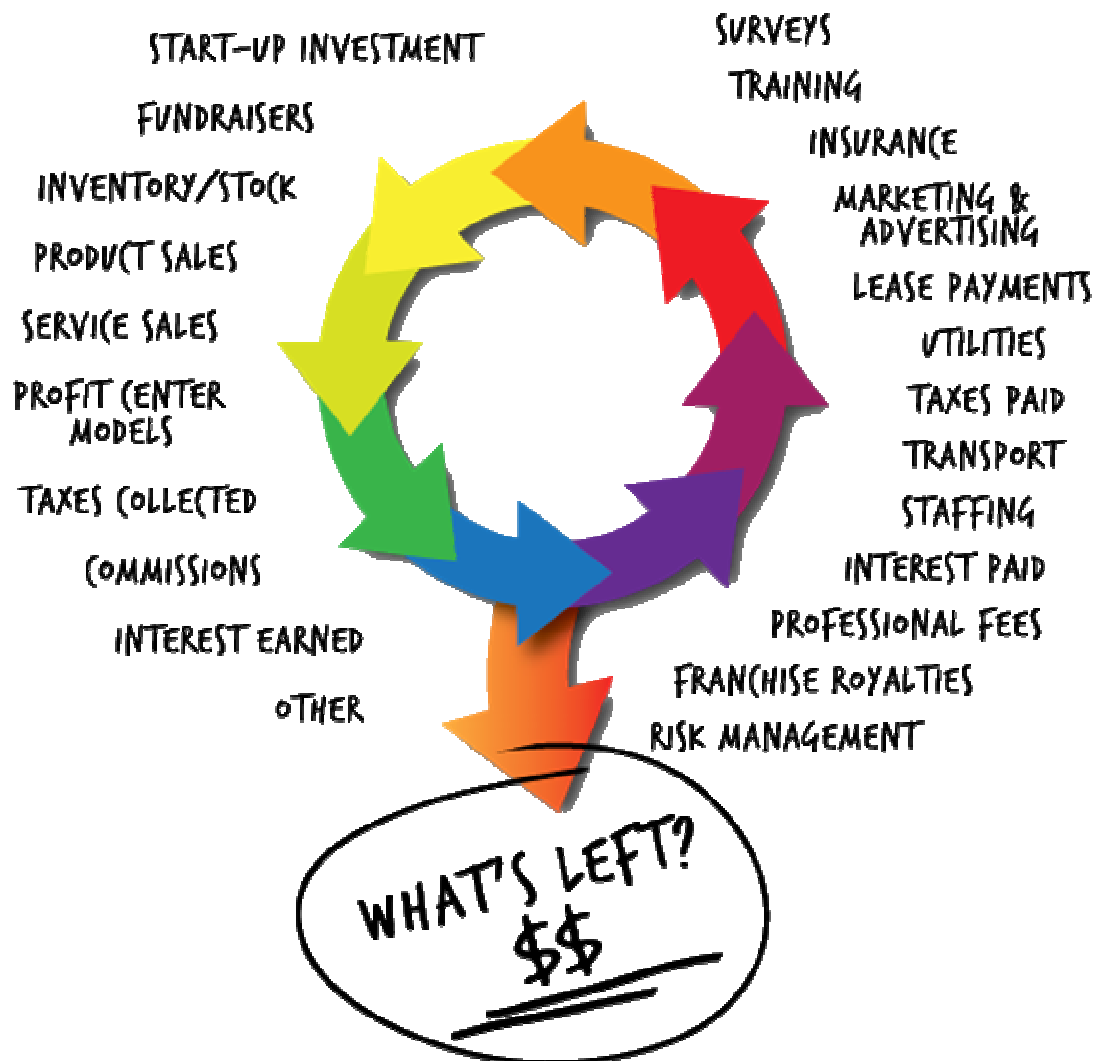 START-UP INVESTMENT
FUNDRAISERS
INVENTORY/STOCK
PRODUCT SALES
SERVICE SALES
PROFIT CENTER
MODELS
TAXES COLLECTED
COMMISSIONS
INTEREST EARNED
OTHER
SURVEYS
TRAINING
INSURANCE
MARKETING &
ADVERTISING
LEASE PAYMENTS
UTILITIES
TAXES PAID
TRANSPORT
STAFFING
INTEREST PAID
PROFESSIONAL FEES
FRANCHISE ROYALTIES
RISK MANAGEMENT
WHAT'S LEFT?
$$